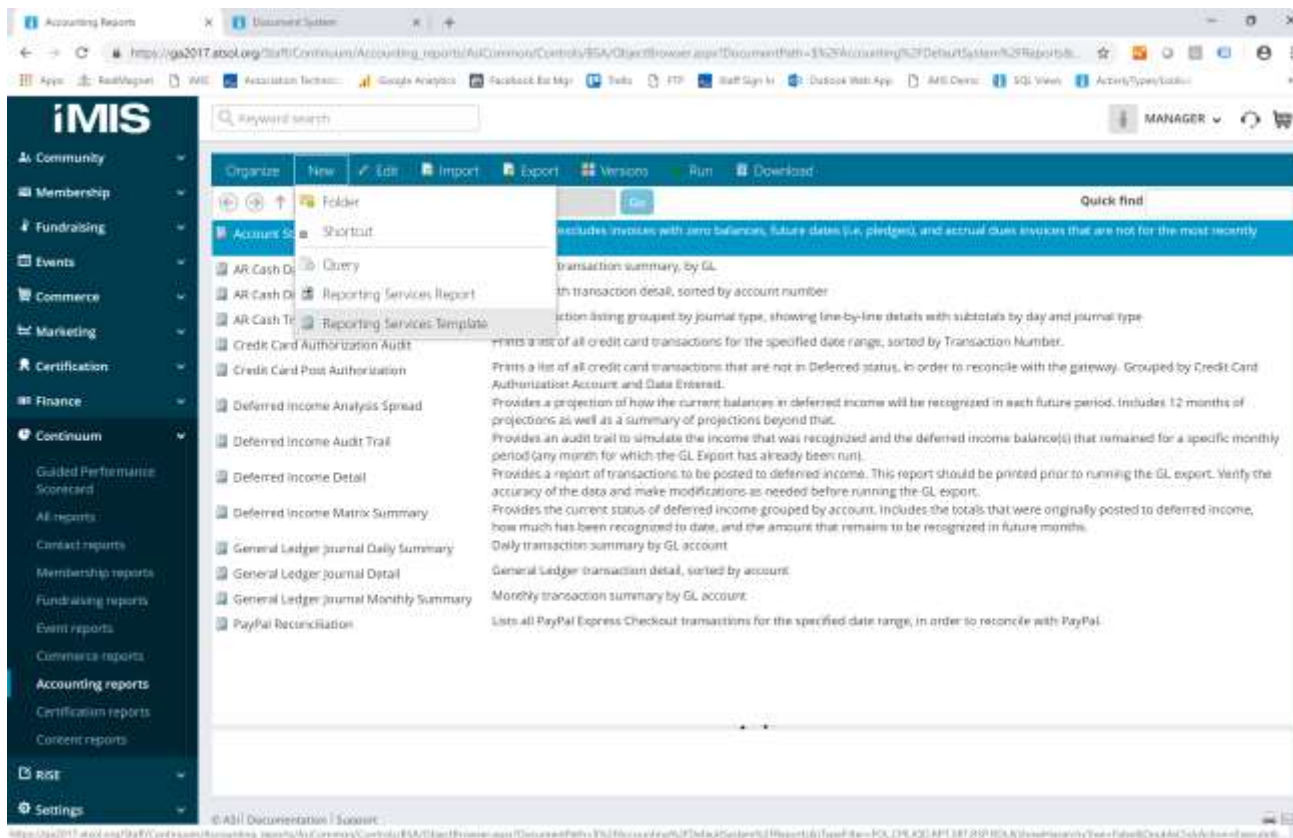 Accounting Reports
Document System
https://ga2017.atsol.org/Staff/Continuum/Accounting_reports/
Apps
Google Analytics
FTP
Staff Sign In
Outlook Web App
iMIS Demo
SQL Views
iMIS
Keyword search
MANAGER
Community
Membership
Fundraising
Events
Commerce
Marketing
Certification
Finance
Continuum
Guided Performance
Scorecard
All reports
Contact reports
Membership reports
Fundraising reports
Event reports
Commerce reports
Accounting reports
Certification reports
Content reports
RiSE
Settings
Organize New Edit Import Export Versions Run Download
Go
Quick find
Folder
Shortcut
Query
Reporting Services Report
Reporting Services Template
Account St
excludes invoices with zero balances, future dates (i.e. pledges), and accrual dues invoices that are not for the most recently
AR Cash D
transaction summary, by GL
AR Cash Di
th transaction detail, sorted by account number
AR Cash Tr
ction listing grouped by journal type, showing line-by-line details with subtotals by day and journal type
Credit Card Authorization Audit
Prints a list of all credit card transactions for the specified date range, sorted by Transaction Number.
Credit Card Post Authorization
Prints a list of all credit card transactions that are not in Deferred status, in order to reconcile with the gateway. Grouped by Credit Card
Authorization Account and Date Entered.
Deferred Income Analysis Spread
Provides a projection of how the current balances in deferred income will be recognized in each future period. Includes 12 months of
projections as well as a summary of projections beyond that.
Deferred Income Audit Trail
Provides an audit trail to simulate the income that was recognized and the deferred income balance(s) that remained for a specific monthly
period (any month for which the GL Export has already been run).
Deferred Income Detail
Provides a report of transactions to be posted to deferred income. This report should be printed prior to running the GL export. Verify the
accuracy of the data and make modifications as needed before running the GL export.
Deferred Income Matrix Summary
Provides the current status of deferred income grouped by account. Includes the totals that were originally posted to deferred income,
how much has been recognized to date, and the amount that remains to be recognized in future months.
General Ledger Journal Daily Summary
Daily transaction summary by GL account
General Ledger Journal Detail
General Ledger transaction detail, sorted by account
General Ledger Journal Monthly Summary
Monthly transaction summary by GL account
PayPal Reconciliation
Lists all PayPal Express Checkout transactions for the specified date range, in order to reconcile with PayPal.
© ASI | Documentation | Support